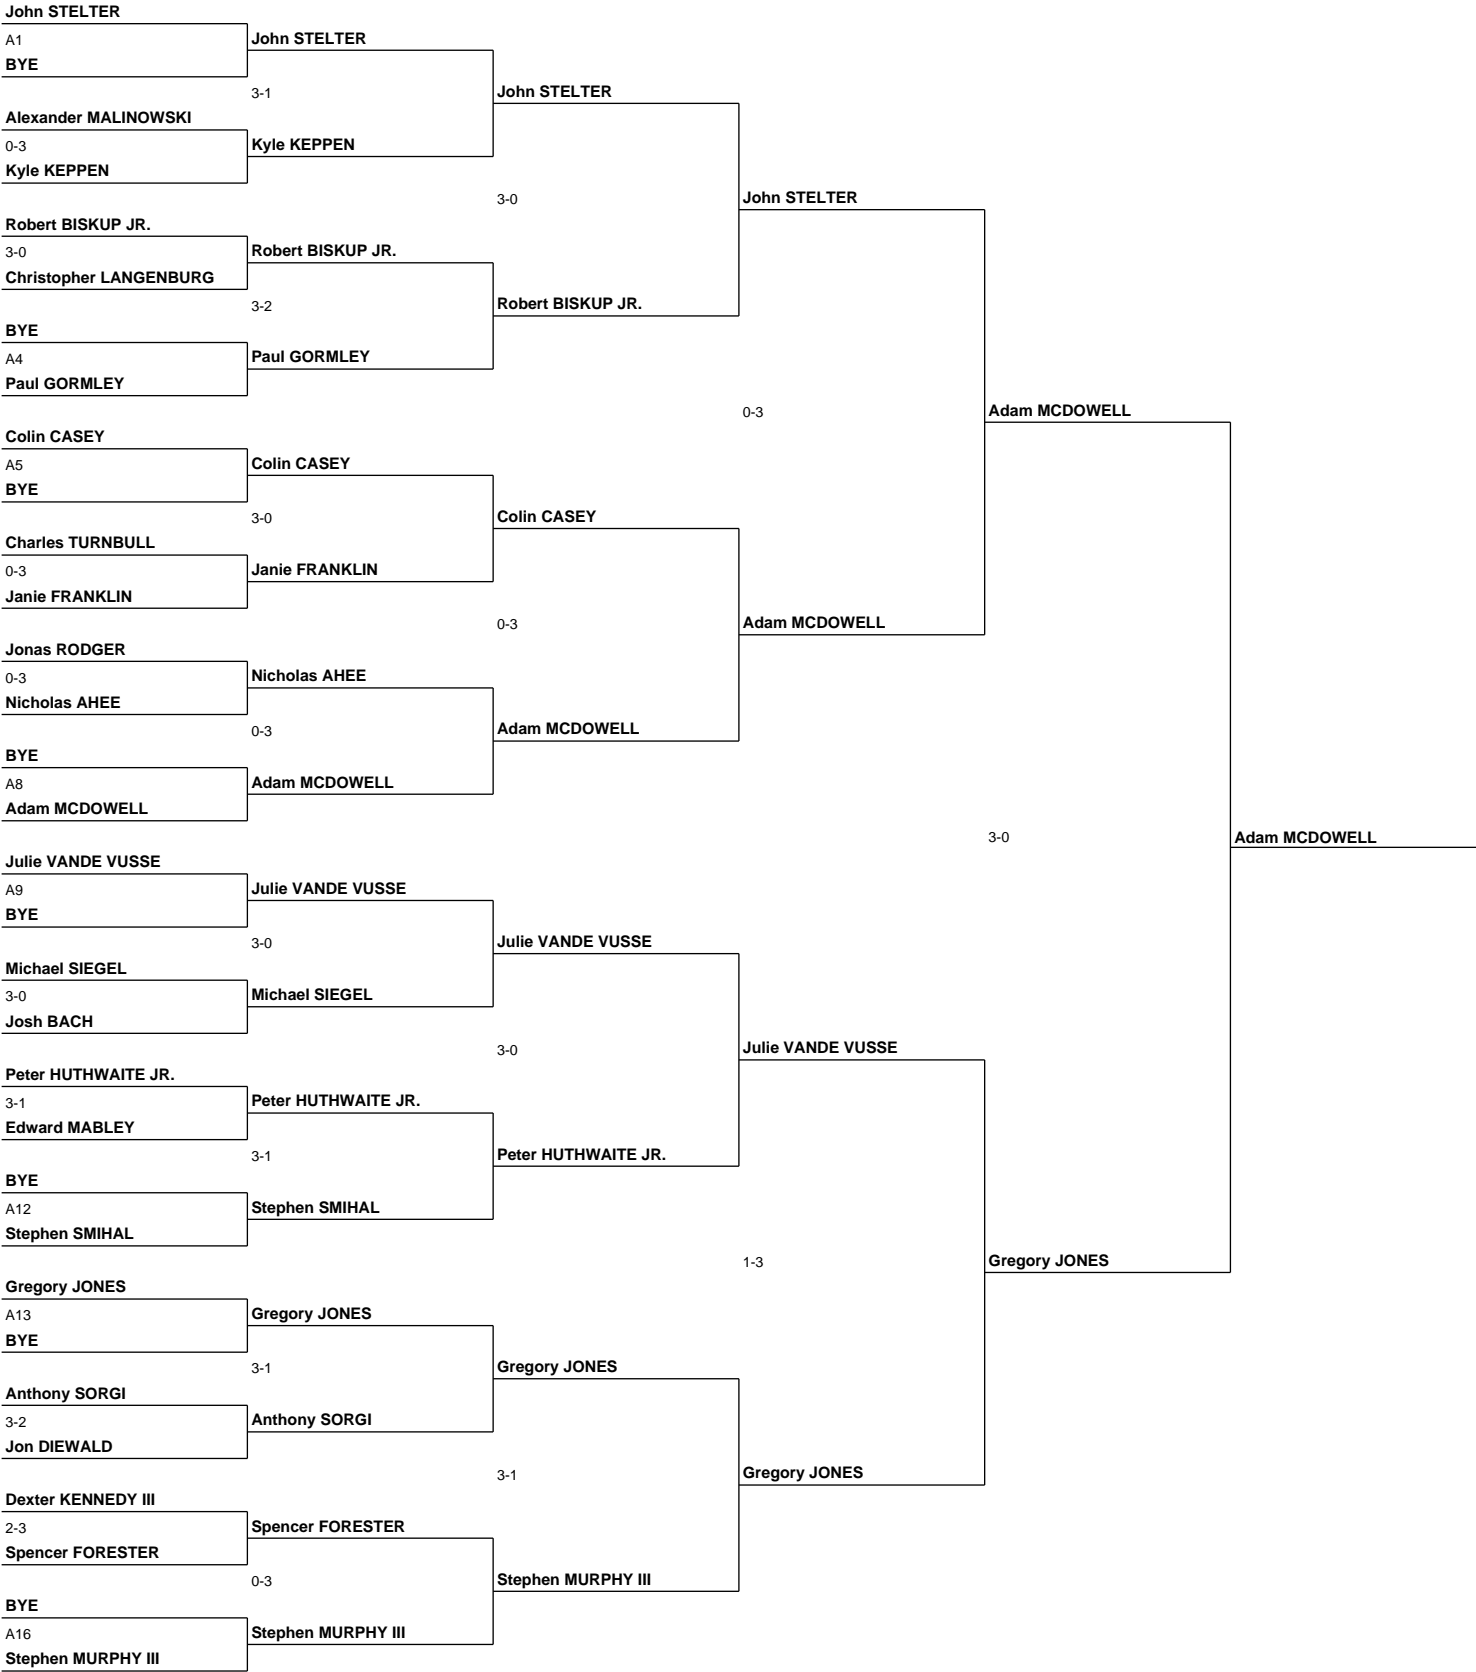 John STELTER
A1
BYE
John STELTER
3-1
Alexander MALINOWSKI
0-3
Kyle KEPPEN
Kyle KEPPEN
John STELTER
3-0
Robert BISKUP JR.
3-0
Christopher LANGENBURG
Robert BISKUP JR.
3-2
BYE
A4
Paul GORMLEY
Paul GORMLEY
Robert BISKUP JR.
John STELTER
0-3
Colin CASEY
A5
BYE
Colin CASEY
3-0
Charles TURNBULL
0-3
Janie FRANKLIN
Janie FRANKLIN
Colin CASEY
0-3
Jonas RODGER
0-3
Nicholas AHEE
Nicholas AHEE
0-3
BYE
A8
Adam MCDOWELL
Adam MCDOWELL
Adam MCDOWELL
Adam MCDOWELL
Adam MCDOWELL
3-0
Adam MCDOWELL
Julie VANDE VUSSE
A9
BYE
Julie VANDE VUSSE
3-0
Michael SIEGEL
3-0
Josh BACH
Michael SIEGEL
Julie VANDE VUSSE
3-0
Peter HUTHWAITE JR.
3-1
Edward MABLEY
Peter HUTHWAITE JR.
3-1
BYE
A12
Stephen SMIHAL
Stephen SMIHAL
Peter HUTHWAITE JR.
Julie VANDE VUSSE
1-3
Gregory JONES
Gregory JONES
A13
BYE
Gregory JONES
3-1
Anthony SORGI
3-2
Jon DIEWALD
Anthony SORGI
Gregory JONES
3-1
Gregory JONES
Dexter KENNEDY III
2-3
Spencer FORESTER
Spencer FORESTER
0-3
BYE
A16
Stephen MURPHY III
Stephen MURPHY III
Stephen MURPHY III